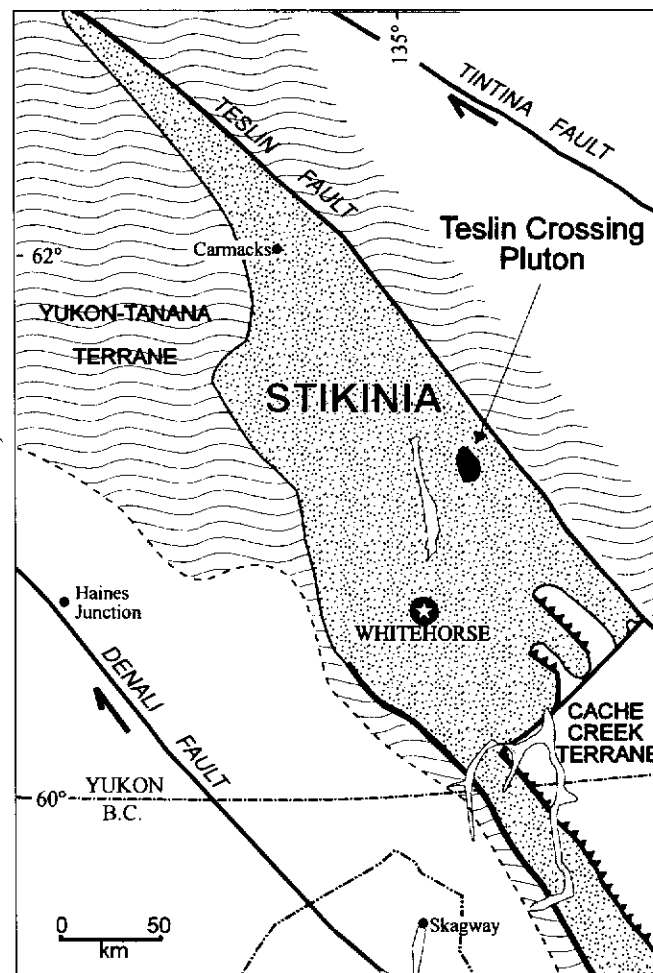 135°
TINTINA FAULT
TESLIN FAULT
Teslin Crossing
Pluton
62°
Carmacks
YUKON-TANANA
TERRANE
STIKINIA
Haines
Junction
WHITEHORSE
DENALI FAULT
CACHE
CREEK
TERRANE
60°
YUKON
B.C.
0 50
km
Skagway